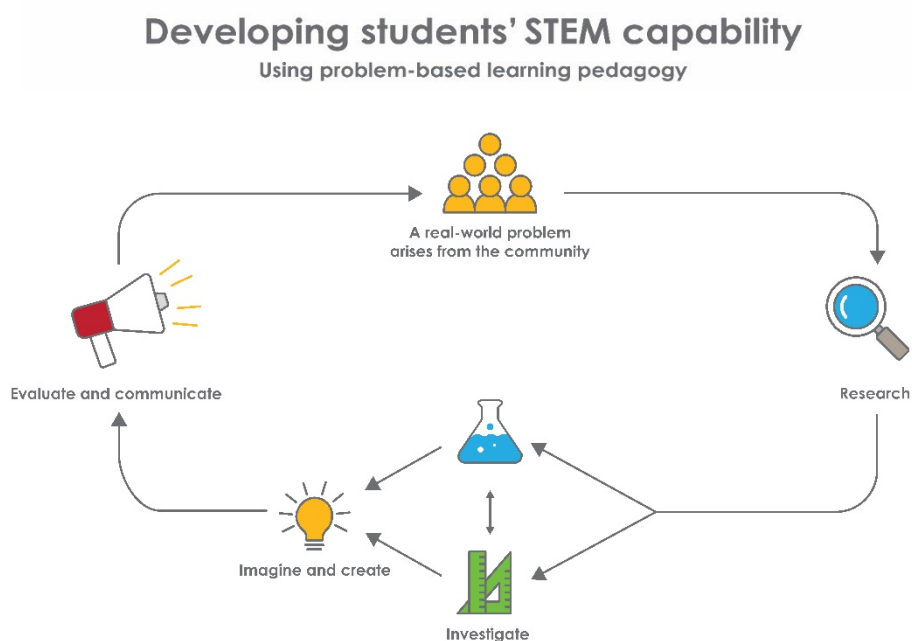 Developing students' STEM capability
Using problem-based learning pedagogy
A real-world problem
arises from the community
Evaluate and communicate
Research
Imagine and create
Investigate